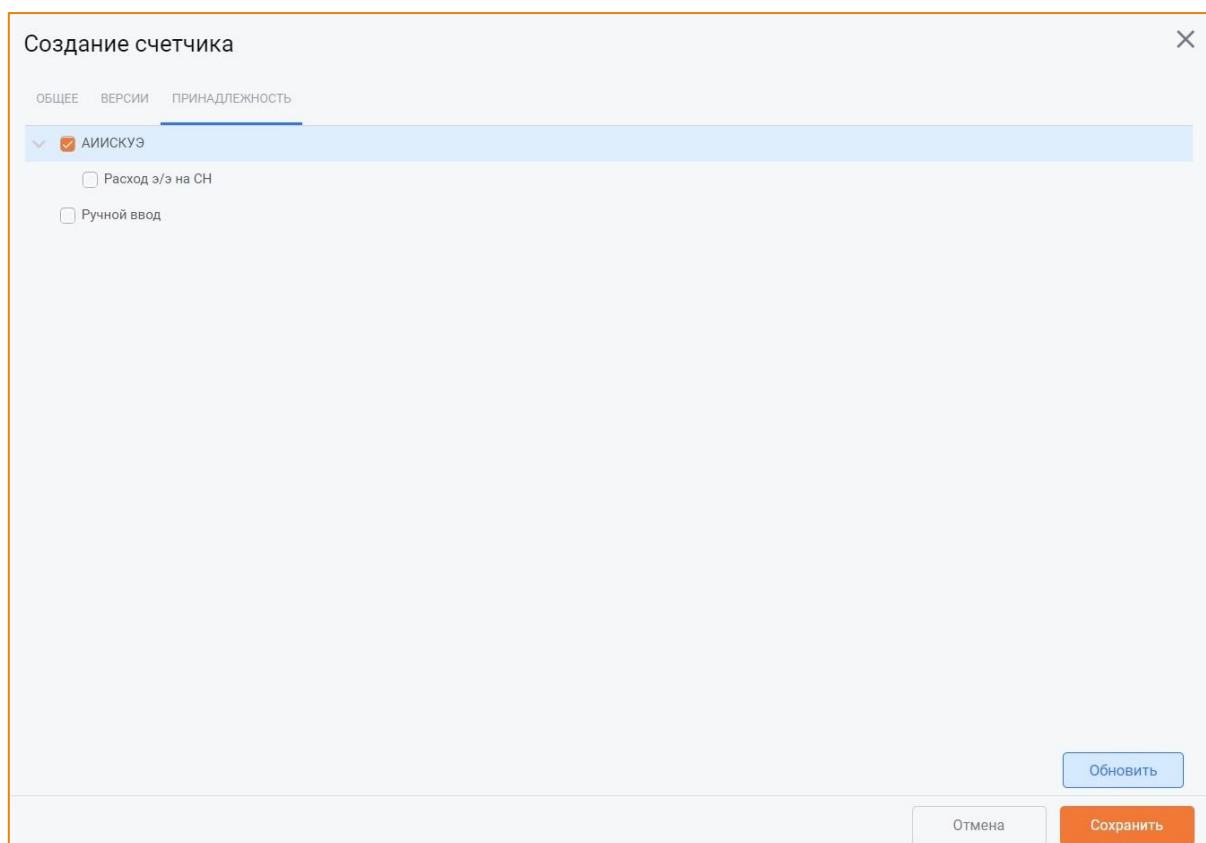 Создание счетчика
ОБЩЕЕ ВЕРСИИ ПРИНАДЛЕЖНОСТЬ
АИИСКУЭ
Расход э/э на СН
Ручной ввод
Обновить
Отмена Сохранить